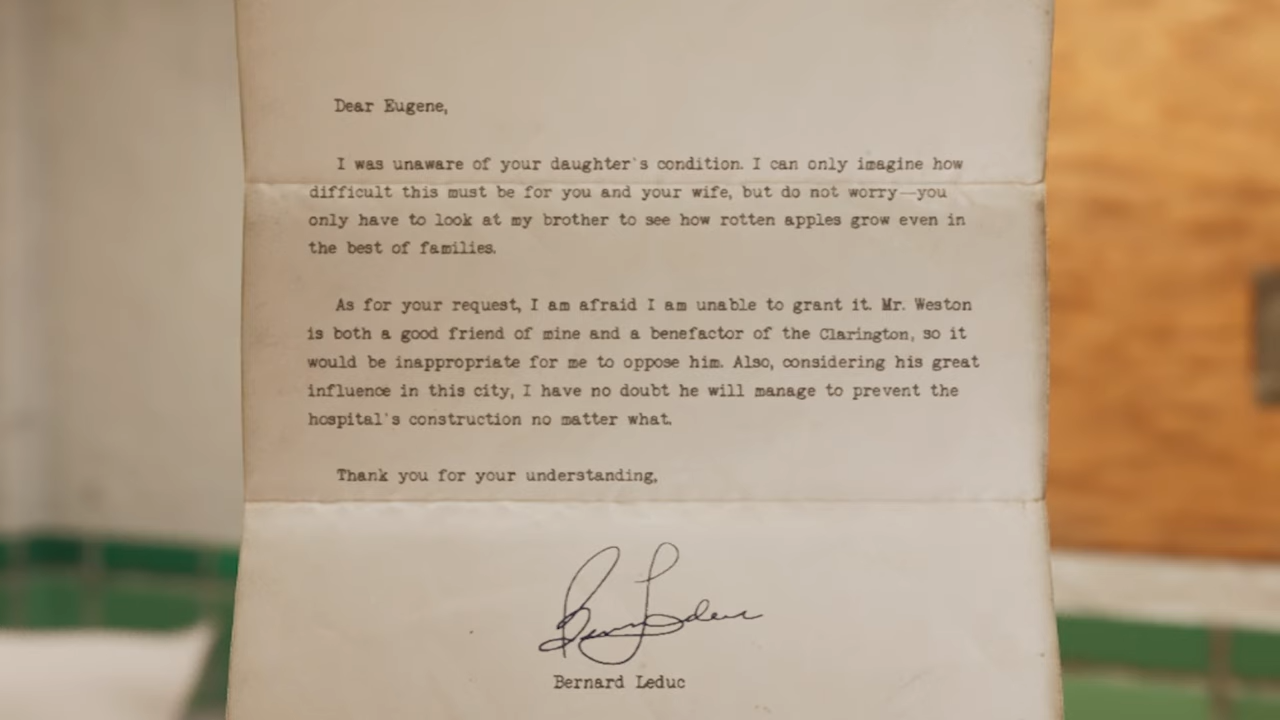 Dear Eugene,
I was unaware of your daughter's condition. I can only imagine how
difficult this must be for you and your wife, but do not worry—you
only have to look at my brother to see how rotten apples grow even in
the best of families.
As for your request, I am afraid I am unable to grant it. Mr. Weston
is both a good friend of mine and a benefactor of the Clarington, so it
would be inappropriate for me to oppose him. Also, considering his great
influence in this city, I have no doubt he will manage to prevent the
hospital's construction no matter what.
Thank you for your understanding,
Bernard Leduc